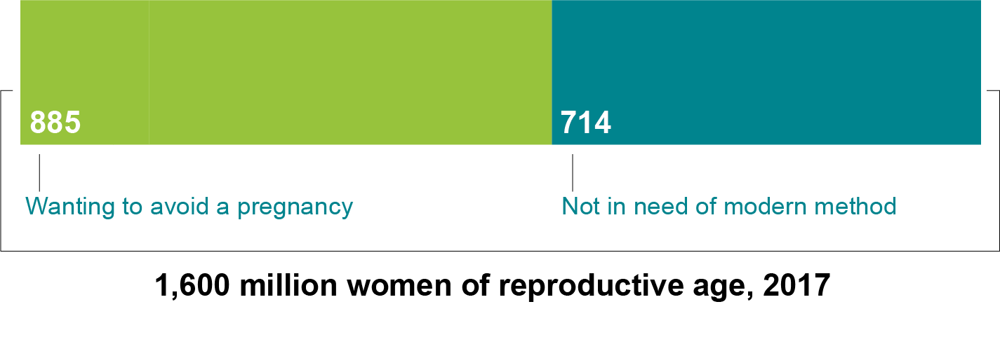 885
714
Wanting to avoid a pregnancy
Not in need of modern method
1,600 million women of reproductive age, 2017